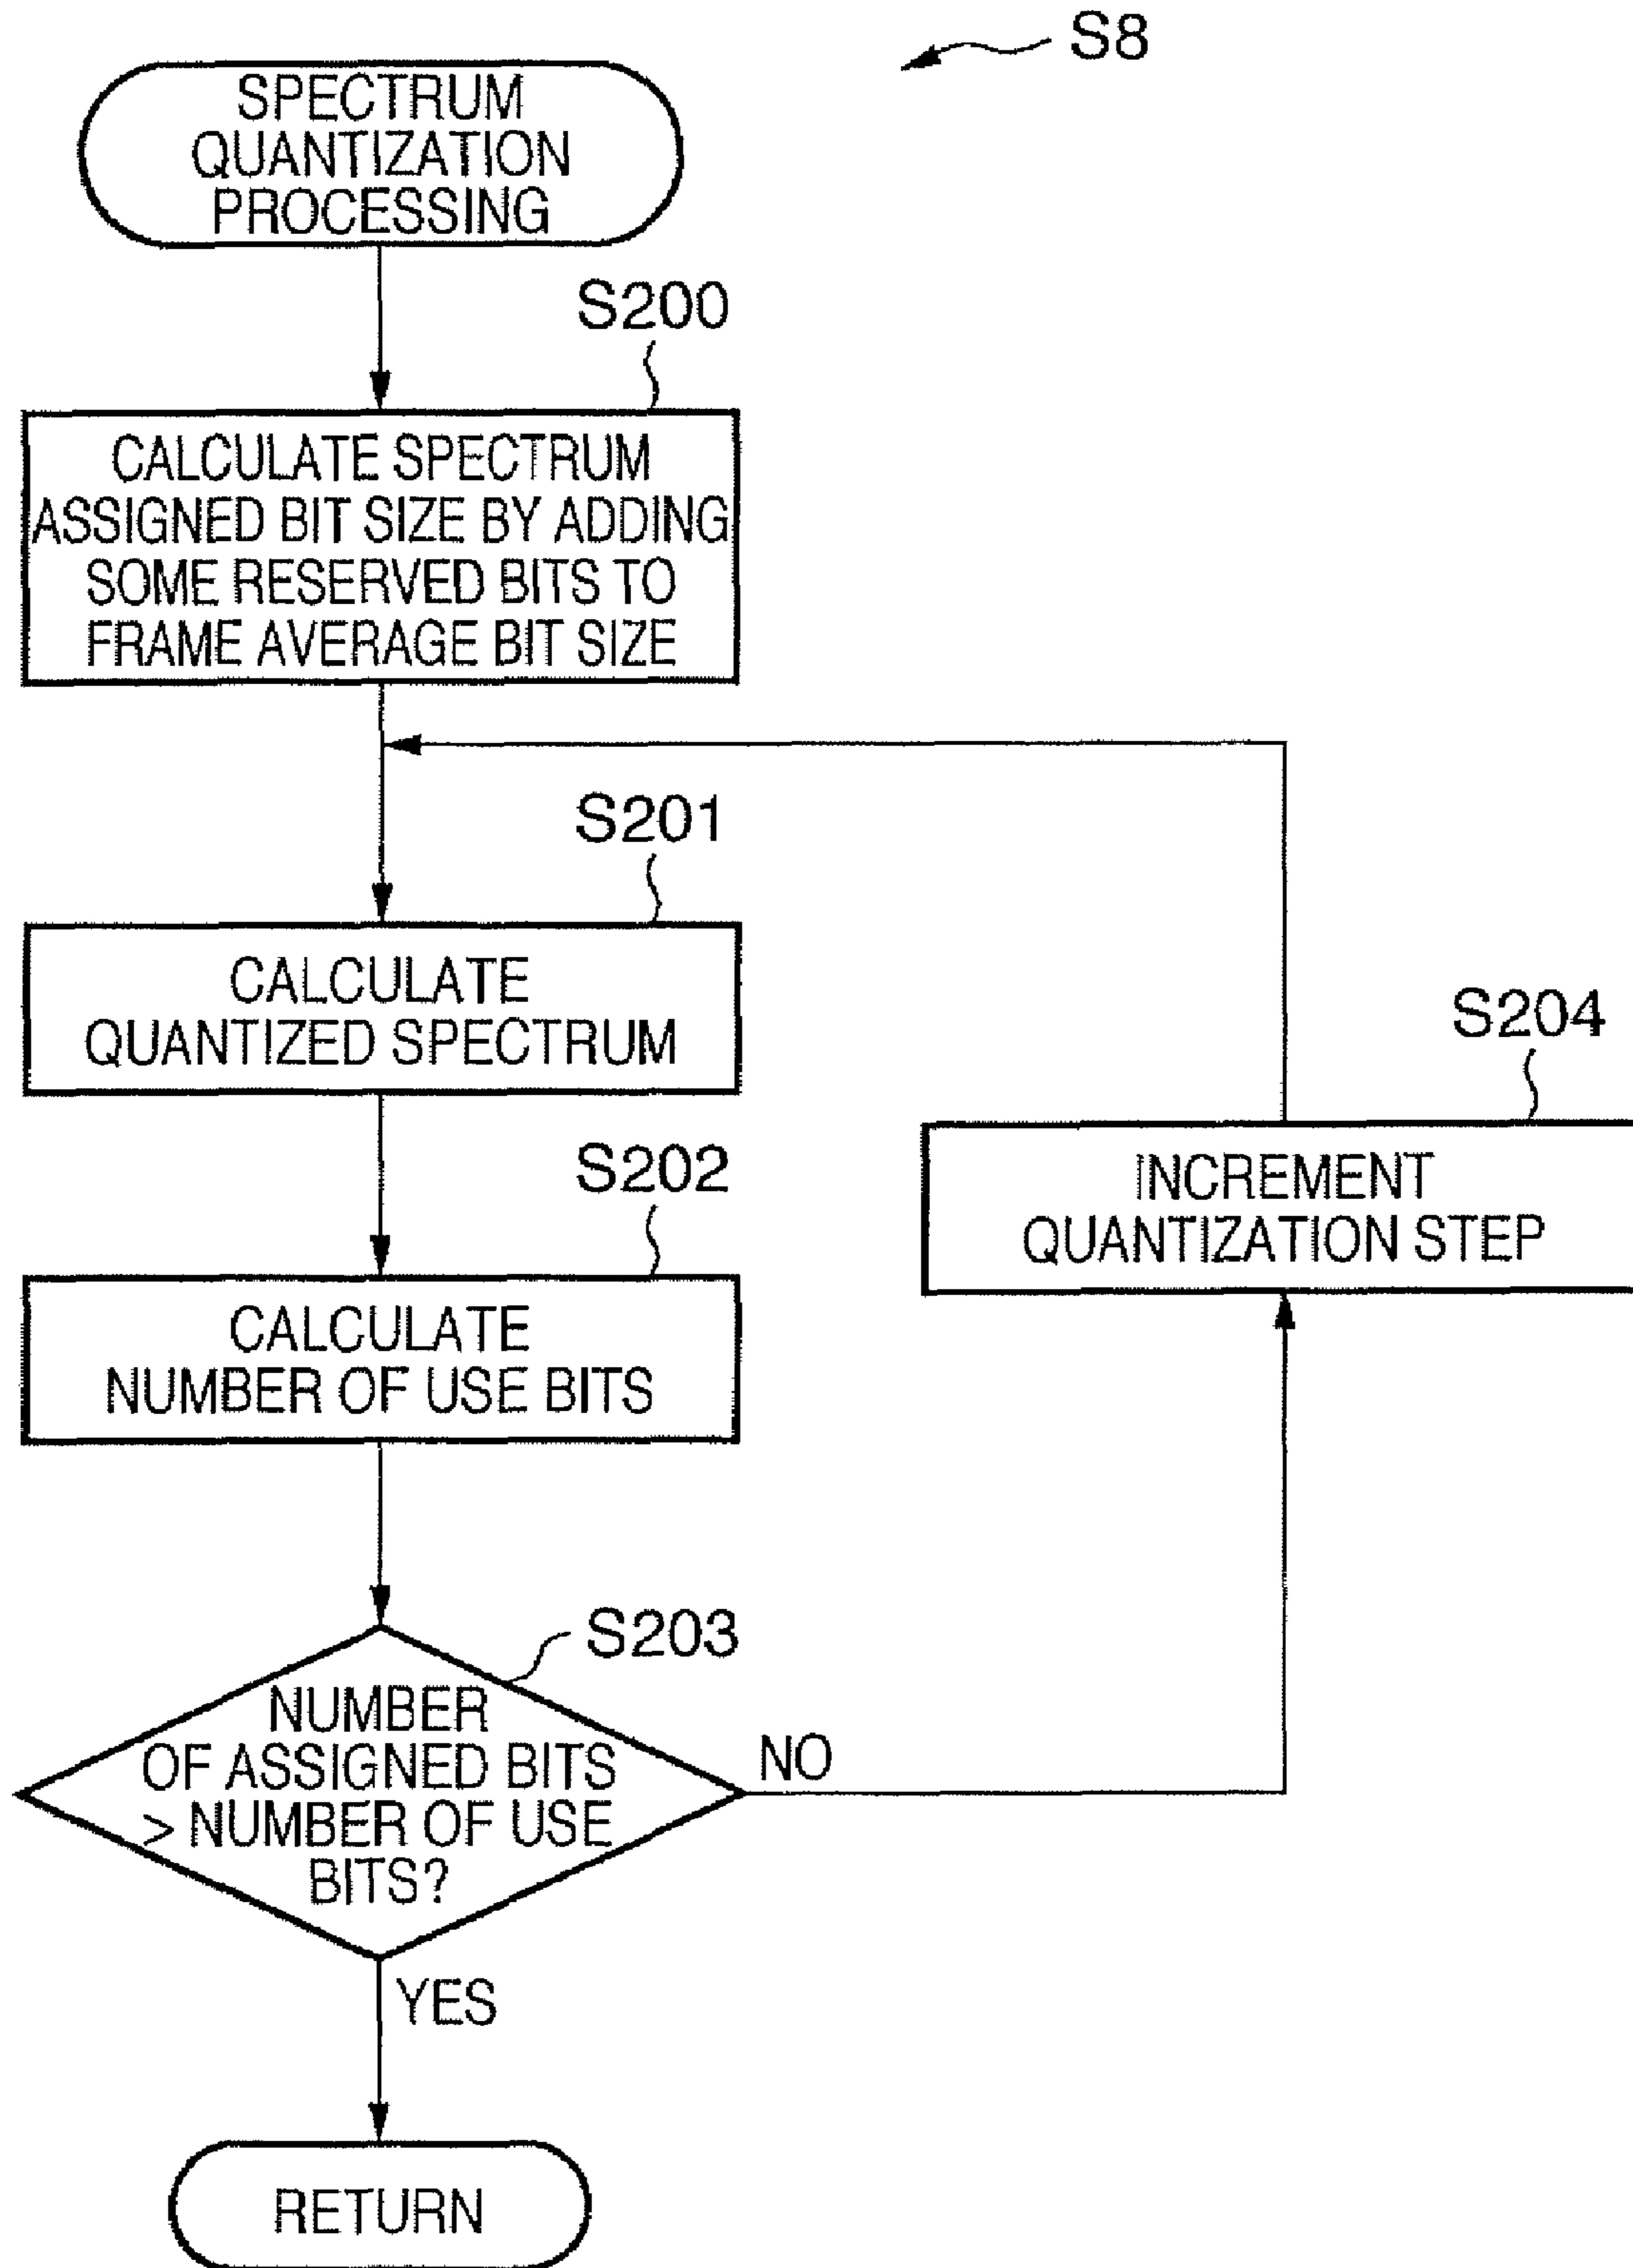 S8
SPECTRUM
QUANTIZATION
PROCESSING
S200
CALCULATE SPECTRUM
ASSIGNED BIT SIZE BY ADDING
SOME RESERVED BITS TO
FRAME AVERAGE BIT SIZE
S201
CALCULATE
QUANTIZED SPECTRUM
S204
INCREMENT
QUANTIZATION STEP
S202
CALCULATE
NUMBER OF USE BITS
S203
NUMBER
OF ASSIGNED BITS
> NUMBER OF USE
BITS?
NO
YES
RETURN